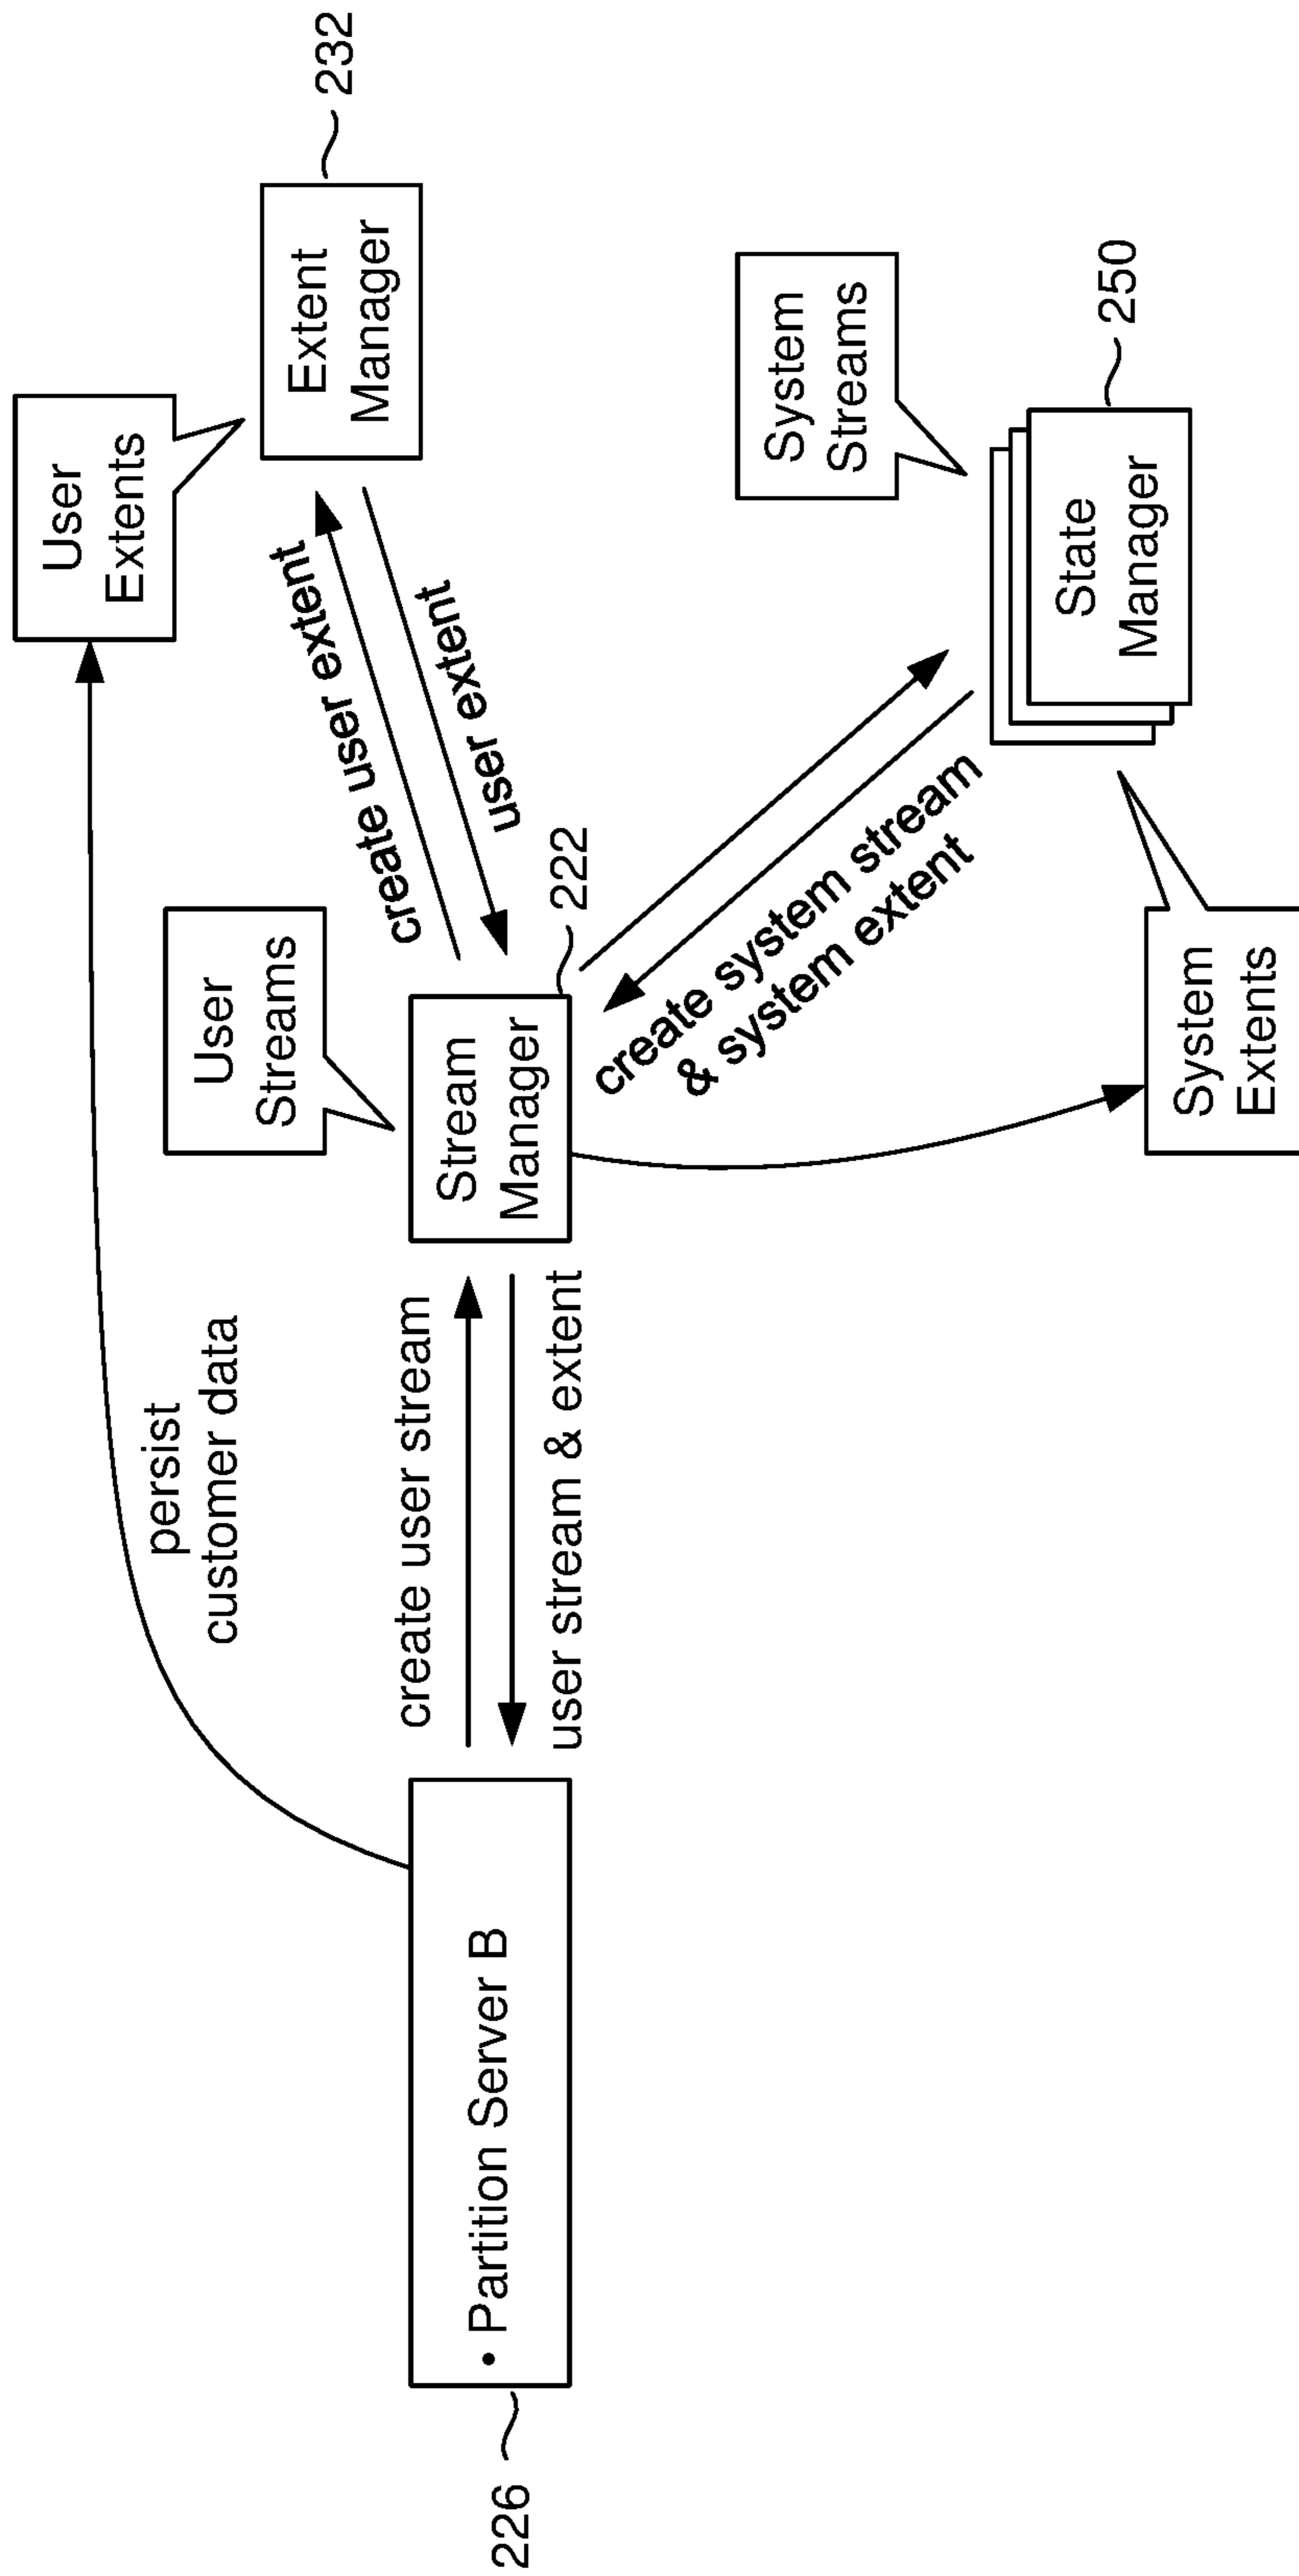 User
Extents
232
Extent
Manager
persist
customer data
User
Streams
create user extent
user extent
222
226
• Partition Server B
create user stream
user stream & extent
Stream
Manager
create system stream
& system extent
System
Streams
250
State
Manager
System
Extents